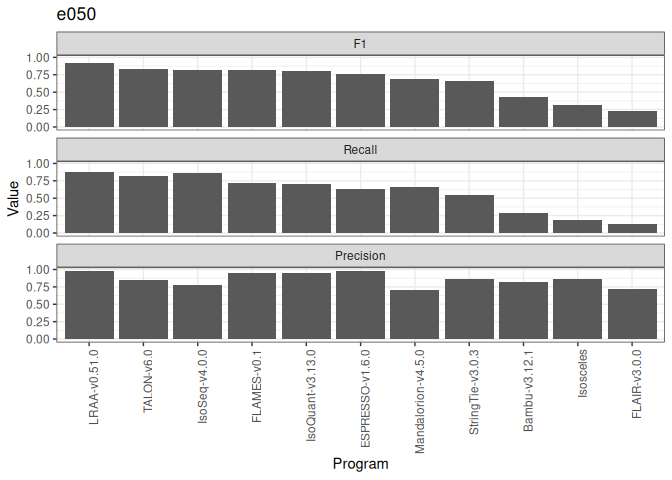 e050
F1
1.00
0.75
0.50
0.25
0.00
Recall
1.00
0.75
0.50
0.25
0.00
Precision
1.00
0.75
0.50
0.25
0.00
Value
LRAA-v0.51.0
TALON-v6.0
IsoSeq-v4.0.0
FLAMES-v0.1
IsoQuant-v3.13.0
ESPRESSO-v1.6.0
Mandalorion-v4.5.0
StringTie-v3.0.3
Bambu-v3.12.1
Isosceles
FLAIR-v3.0.0
Program